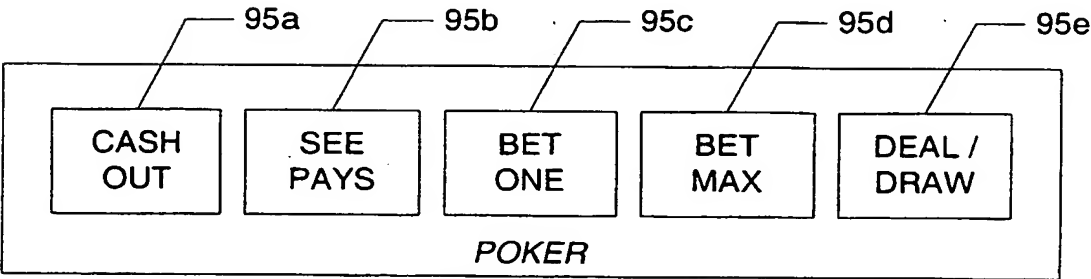 95a 95b 95c 95d 95e
CASH OUT
SEE PAYS
BET ONE
BET MAX
DEAL / DRAW
POKER